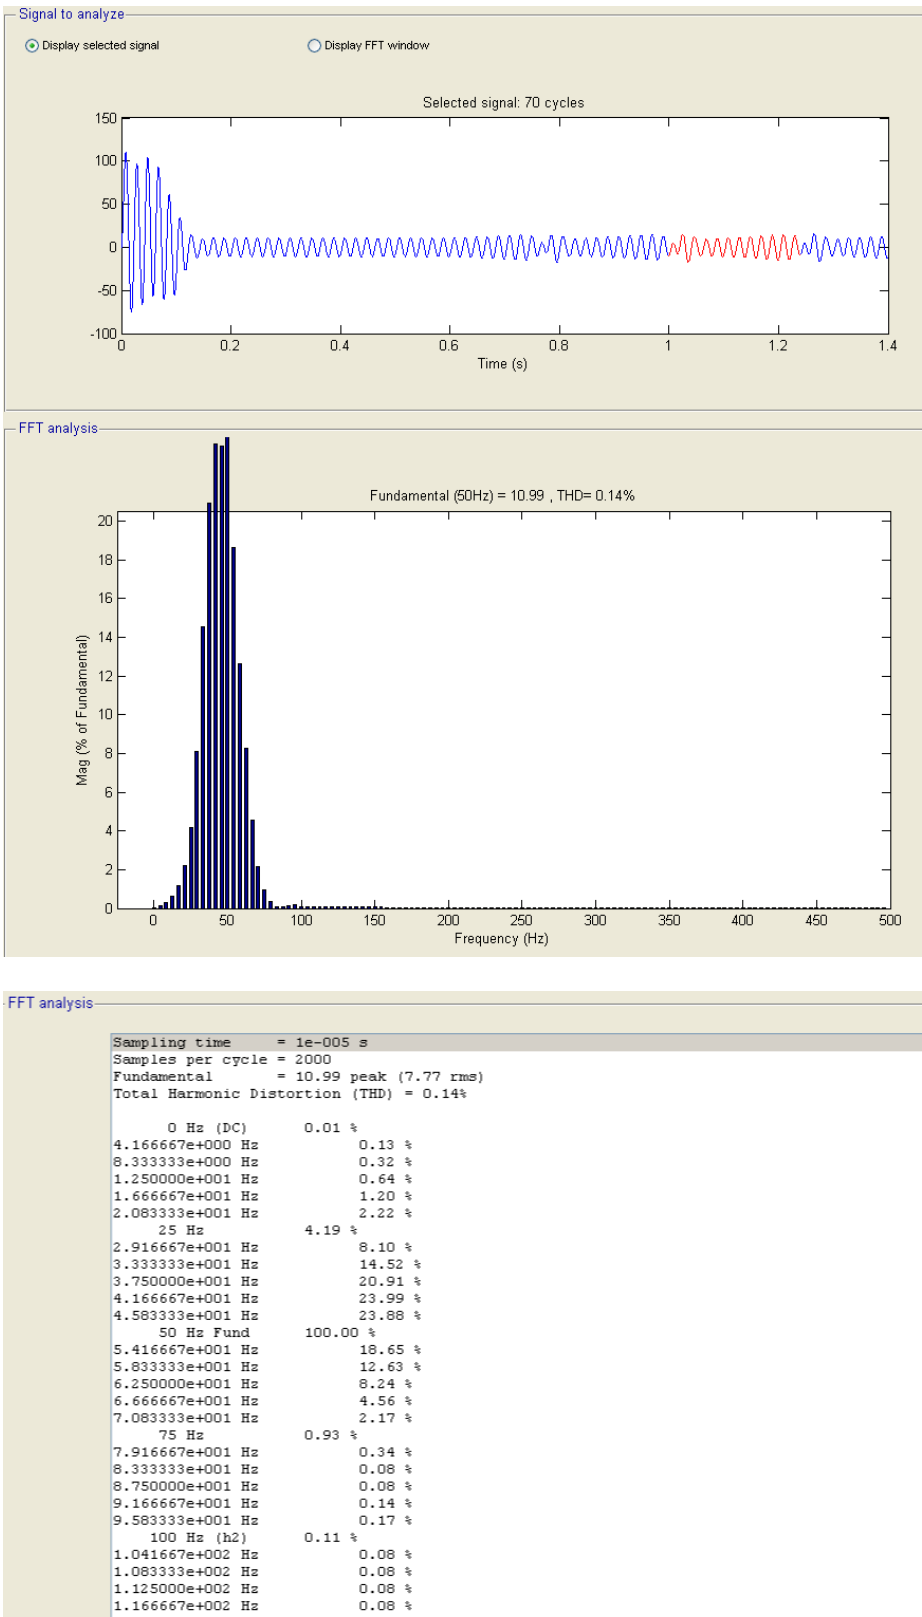 Signal to analyze
Display selected signal Display FFT window
Selected signal: 70 cycles
150
100
50
0
-50
-100
0 0.2 0.4 0.6 0.8 1 1.2 1.4
Time (s)
FFT analysis
Fundamental (50Hz) = 10.99 , THD= 0.14%
20
18
16
14
12
10
8
6
4
2
0
Mag (% of Fundamental)
0 50 100 150 200 250 300 350 400 450 500
Frequency (Hz)
FFT analysis
Sampling time = 1e-005 s
Samples per cycle = 2000
Fundamental = 10.99 peak (7.77 rms)
Total Harmonic Distortion (THD) = 0.14%
0 Hz (DC) 0.01 %
4.166667e+000 Hz 0.13 %
8.333333e+000 Hz 0.32 %
1.250000e+001 Hz 0.64 %
1.666667e+001 Hz 1.20 %
2.083333e+001 Hz 2.22 %
25 Hz 4.19 %
2.916667e+001 Hz 8.10 %
3.333333e+001 Hz 14.52 %
3.750000e+001 Hz 20.91 %
4.166667e+001 Hz 23.99 %
4.583333e+001 Hz 23.88 %
50 Hz Fund 100.00 %
5.416667e+001 Hz 18.65 %
5.833333e+001 Hz 12.63 %
6.250000e+001 Hz 8.24 %
6.666667e+001 Hz 4.56 %
7.083333e+001 Hz 2.17 %
75 Hz 0.93 %
7.916667e+001 Hz 0.34 %
8.333333e+001 Hz 0.08 %
8.750000e+001 Hz 0.08 %
9.166667e+001 Hz 0.14 %
9.583333e+001 Hz 0.17 %
100 Hz (h2) 0.11 %
1.041667e+002 Hz 0.08 %
1.083333e+002 Hz 0.08 %
1.125000e+002 Hz 0.08 %
1.166667e+002 Hz 0.08 %